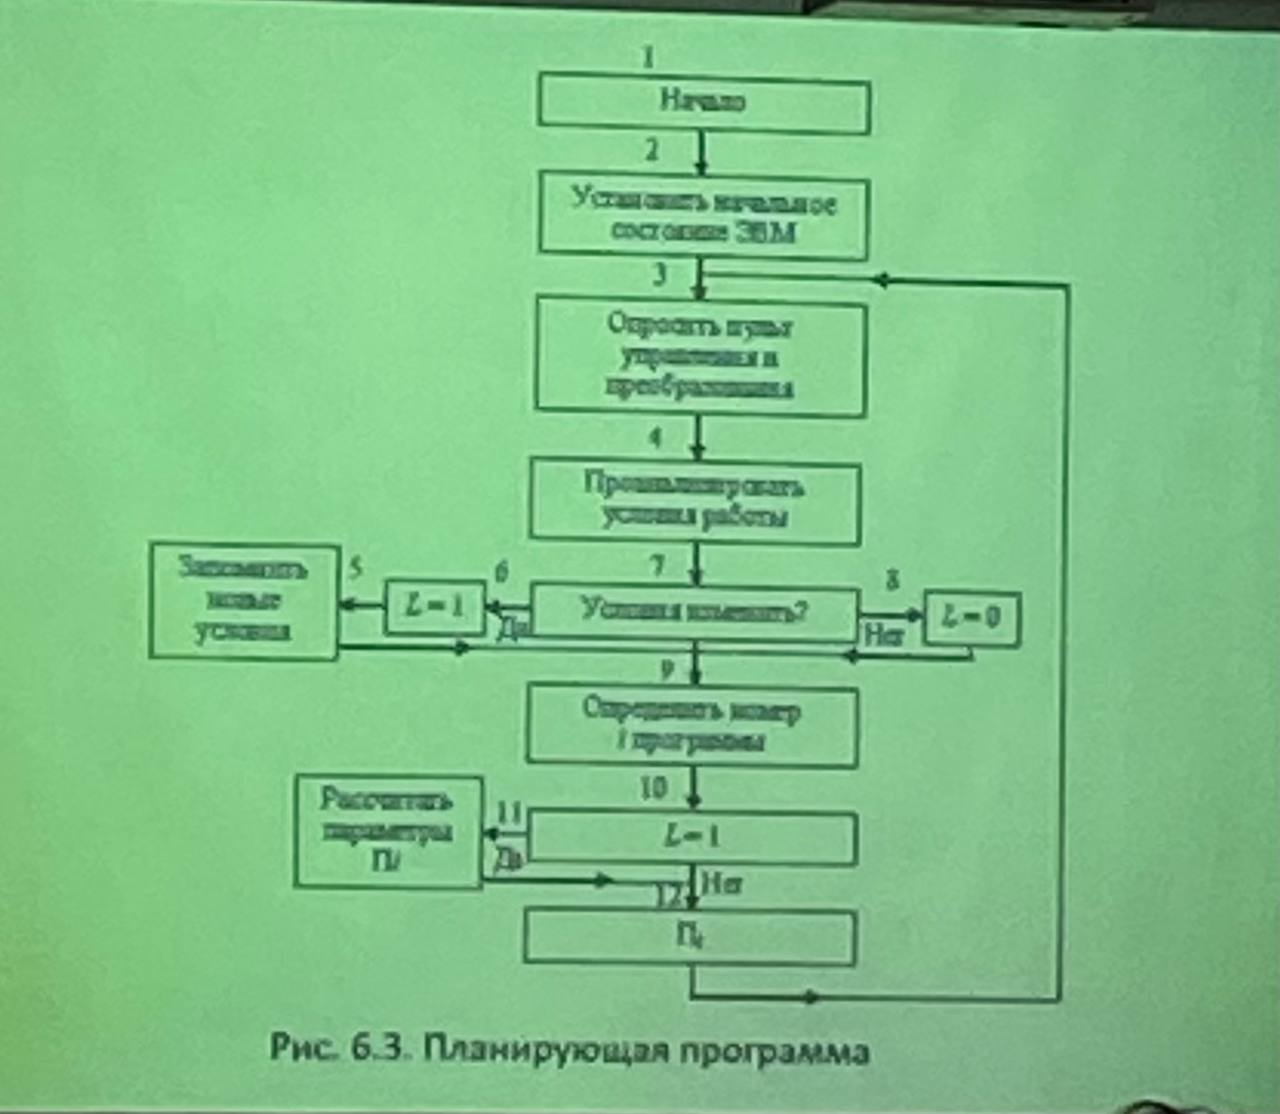 1
Начало
2
Установить начальное
состояние ЭВМ
3
Опросить пульт
управления и
преобразования
4
Проанализировать
условия работы
Запомнить
новые
условия
5
L=1
6
Да
7
Условия изменить?
8
Нет
L=0
9
Определить номер
i программы
10
L=1
Рассчитать
параметры
Пi
11
Да
12
Нет
Пi
Рис. 6.3. Планирующая программа